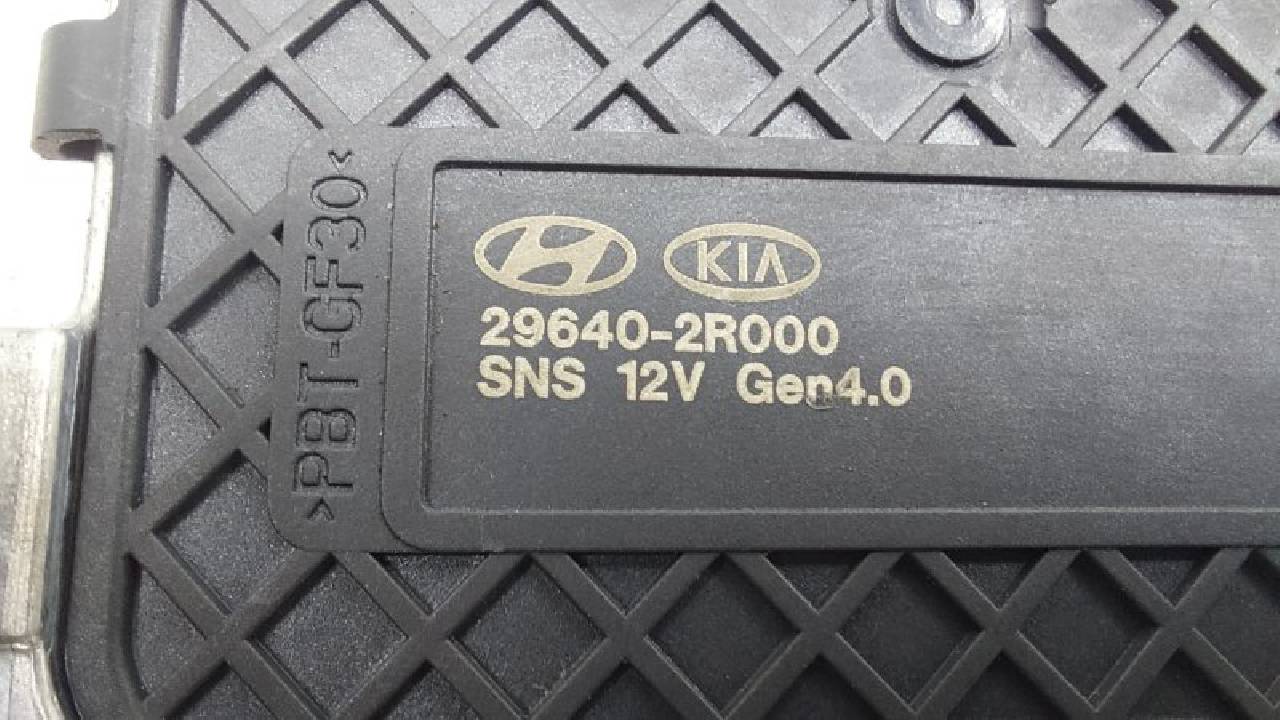 >PBT-GF30<
KIA
29640-2R000
SNS 12V Gen4.0